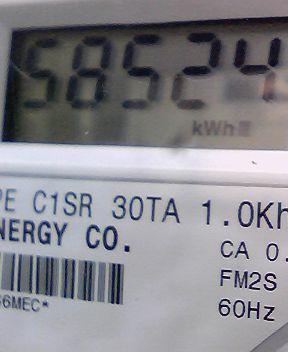 58524
kWh
PE C1SR 30TA 1.0Kh
NERGY CO.
CA 0.
FM2S
60Hz
6MEC*